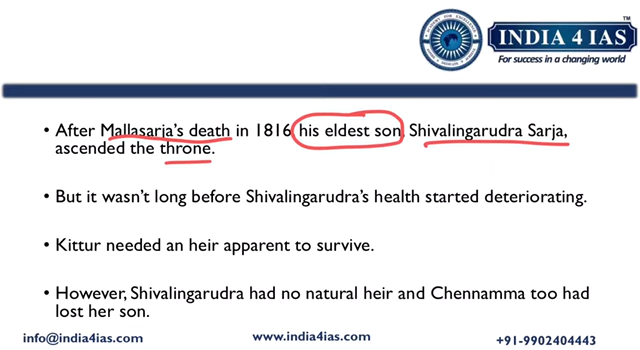 INDIA 4 IAS
TM
For success in a changing world
• After Mallasarja's death in 1816 his eldest son, Shivalingarudra Sarja,
ascended the throne.
• But it wasn't long before Shivalingarudra's health started deteriorating.
• Kittur needed an heir apparent to survive.
• However, Shivalingarudra had no natural heir and Chennamma too had
lost her son.
info@india4ias.com
www.india4ias.com
+91-9902404443